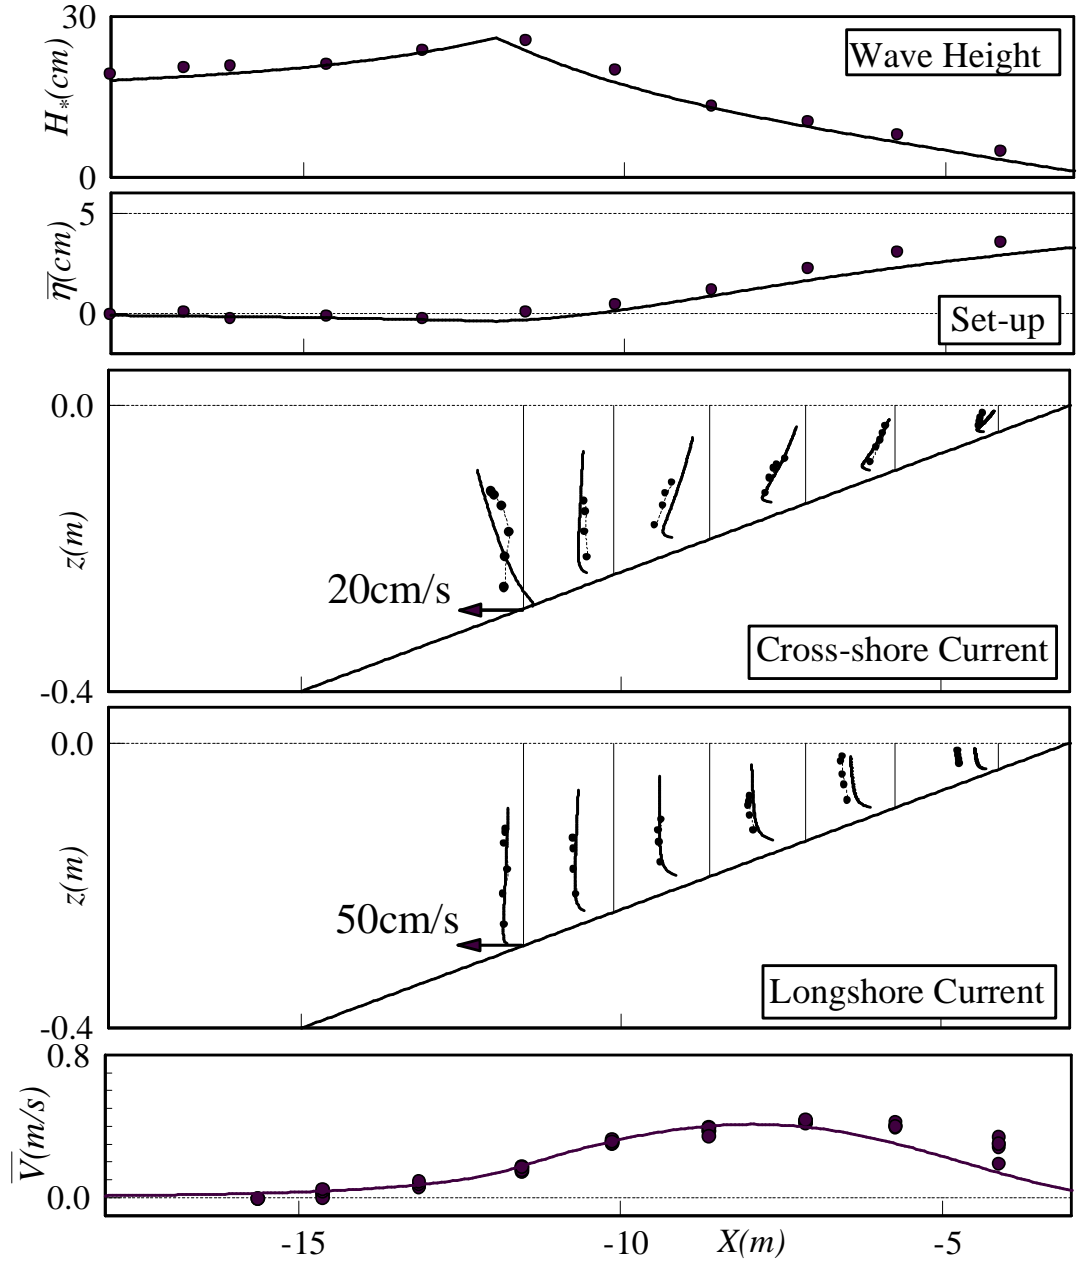 30
H*(cm)
Wave Height
0
5
η̅(cm)
0
Set-up
0.0
z(m)
20cm/s
Cross-shore Current
-0.4
0.0
z(m)
50cm/s
Longshore Current
-0.4
0.8
V̅(m/s)
0.0
-15
-10
X(m)
-5